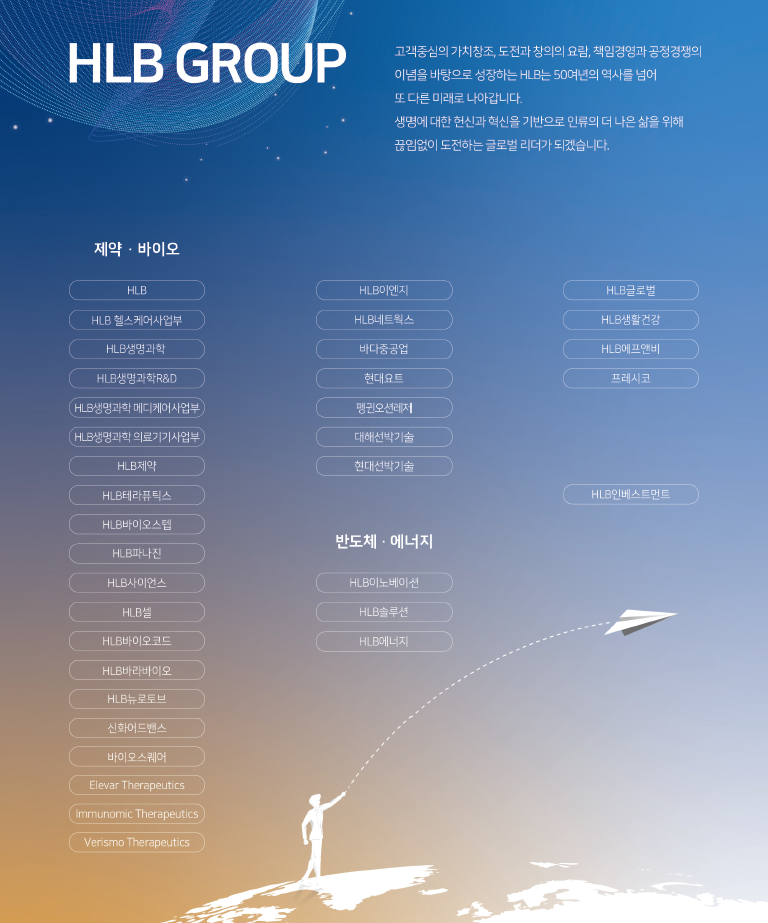 HLB GROUP
고객중심의 가치창조, 도전과 창의의 요람, 책임경영과 공정경쟁의
이념을 바탕으로 성장하는 HLB는 50여년의 역사를 넘어
또 다른 미래로 나아갑니다.
생명에 대한 헌신과 혁신을 기반으로 인류의 더 나은 삶을 위해
끊임없이 도전하는 글로벌 리더가 되겠습니다.
제약 · 바이오
HLB
HLB 헬스케어사업부
HLB생명과학
HLB생명과학R&D
HLB생명과학 메디케어사업부
HLB생명과학 의료기기사업부
HLB제약
HLB테라퓨틱스
HLB바이오스텝
HLB파나진
HLB사이언스
HLB셀
HLB바이오코드
HLB바라바이오
HLB뉴로토브
신화어드밴스
바이오스퀘어
Elevar Therapeutics
Immunomic Therapeutics
Verismo Therapeutics
HLB이엔지
HLB네트웍스
바다중공업
현대요트
펭귄오션레저
대해선박기술
현대선박기술
반도체 · 에너지
HLB이노베이션
HLB솔루션
HLB에너지
HLB글로벌
HLB생활건강
HLB에프앤비
프레시코
HLB인베스트먼트